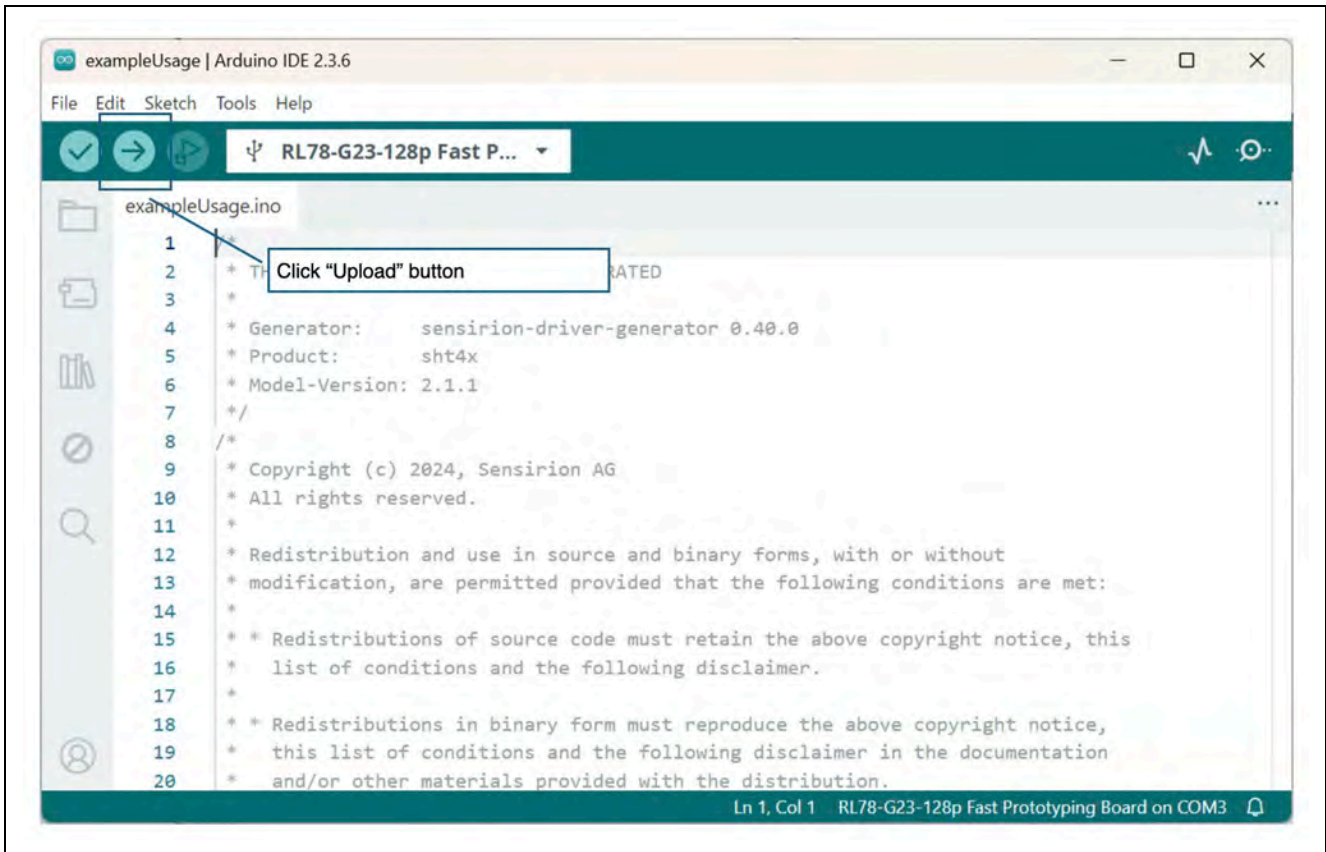 exampleUsage | Arduino IDE 2.3.6
File Edit Sketch Tools Help
RL78-G23-128p Fast P...
exampleUsage.ino
...
1 /*
Click “Upload” button
2 * RATED
3 *
4 * Generator: sensirion-driver-generator 0.40.0
5 * Product: sht4x
6 * Model-Version: 2.1.1
7 */
8 /*
9 * Copyright (c) 2024, Sensirion AG
10 * All rights reserved.
11 *
12 * Redistribution and use in source and binary forms, with or without
13 * modification, are permitted provided that the following conditions are met:
14 *
15 * * Redistributions of source code must retain the above copyright notice, this
16 * list of conditions and the following disclaimer.
17 *
18 * * Redistributions in binary form must reproduce the above copyright notice,
19 * this list of conditions and the following disclaimer in the documentation
20 * and/or other materials provided with the distribution.
Ln 1, Col 1 RL78-G23-128p Fast Prototyping Board on COM3